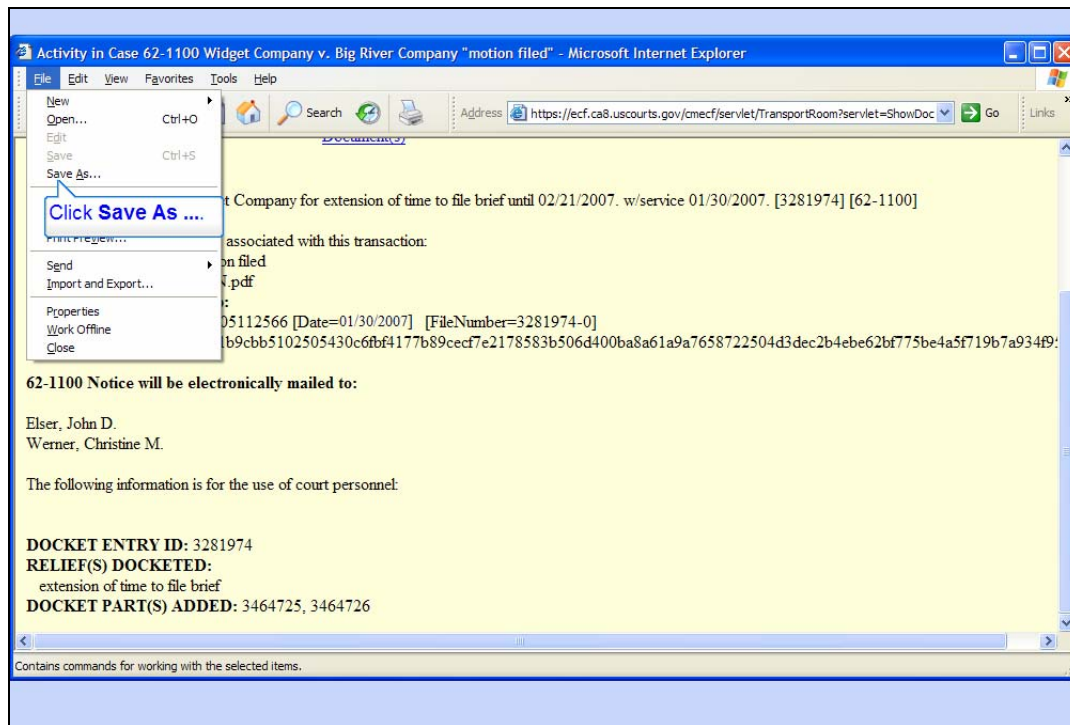 Activity in Case 62-1100 Widget Company v. Big River Company "motion filed" - Microsoft Internet Explorer
File Edit View Favorites Tools Help
New
Open... Ctrl+O
Edit
Save Ctrl+S
Save As...
Click Save As ....
Print Preview...
Send
Import and Export...
Properties
Work Offline
Close
Search
Address https://ecf.ca8.uscourts.gov/cmecf/servlet/TransportRoom?servlet=ShowDoc Go Links »
Document(s)
t Company for extension of time to file brief until 02/21/2007. w/service 01/30/2007. [3281974] [62-1100]
associated with this transaction:
on filed
.pdf
:
05112566 [Date=01/30/2007] [FileNumber=3281974-0]
1b9cbb5102505430c6fbf4177b89cecf7e2178583b506d400ba8a61a9a7658722504d3dec2b4ebe62bf775be4a5f719b7a934f95
62-1100 Notice will be electronically mailed to:
Elser, John D.
Werner, Christine M.
The following information is for the use of court personnel:
DOCKET ENTRY ID: 3281974
RELIEF(S) DOCKETED:
extension of time to file brief
DOCKET PART(S) ADDED: 3464725, 3464726
Contains commands for working with the selected items.